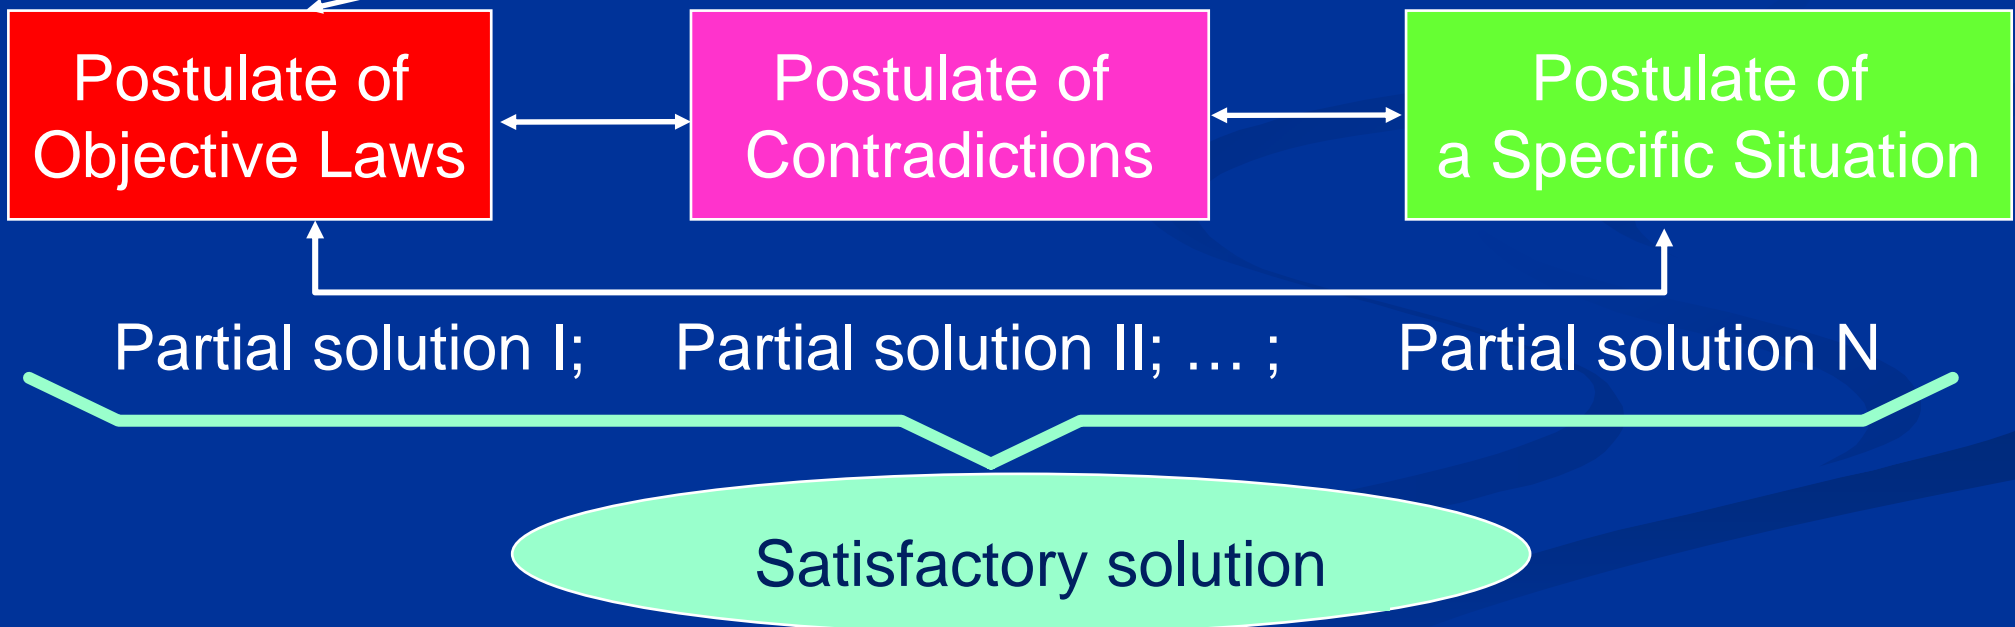 Postulate of
Objective Laws
Postulate of
Contradictions
Postulate of
a Specific Situation
Partial solution I; Partial solution II; … ; Partial solution N
Satisfactory solution